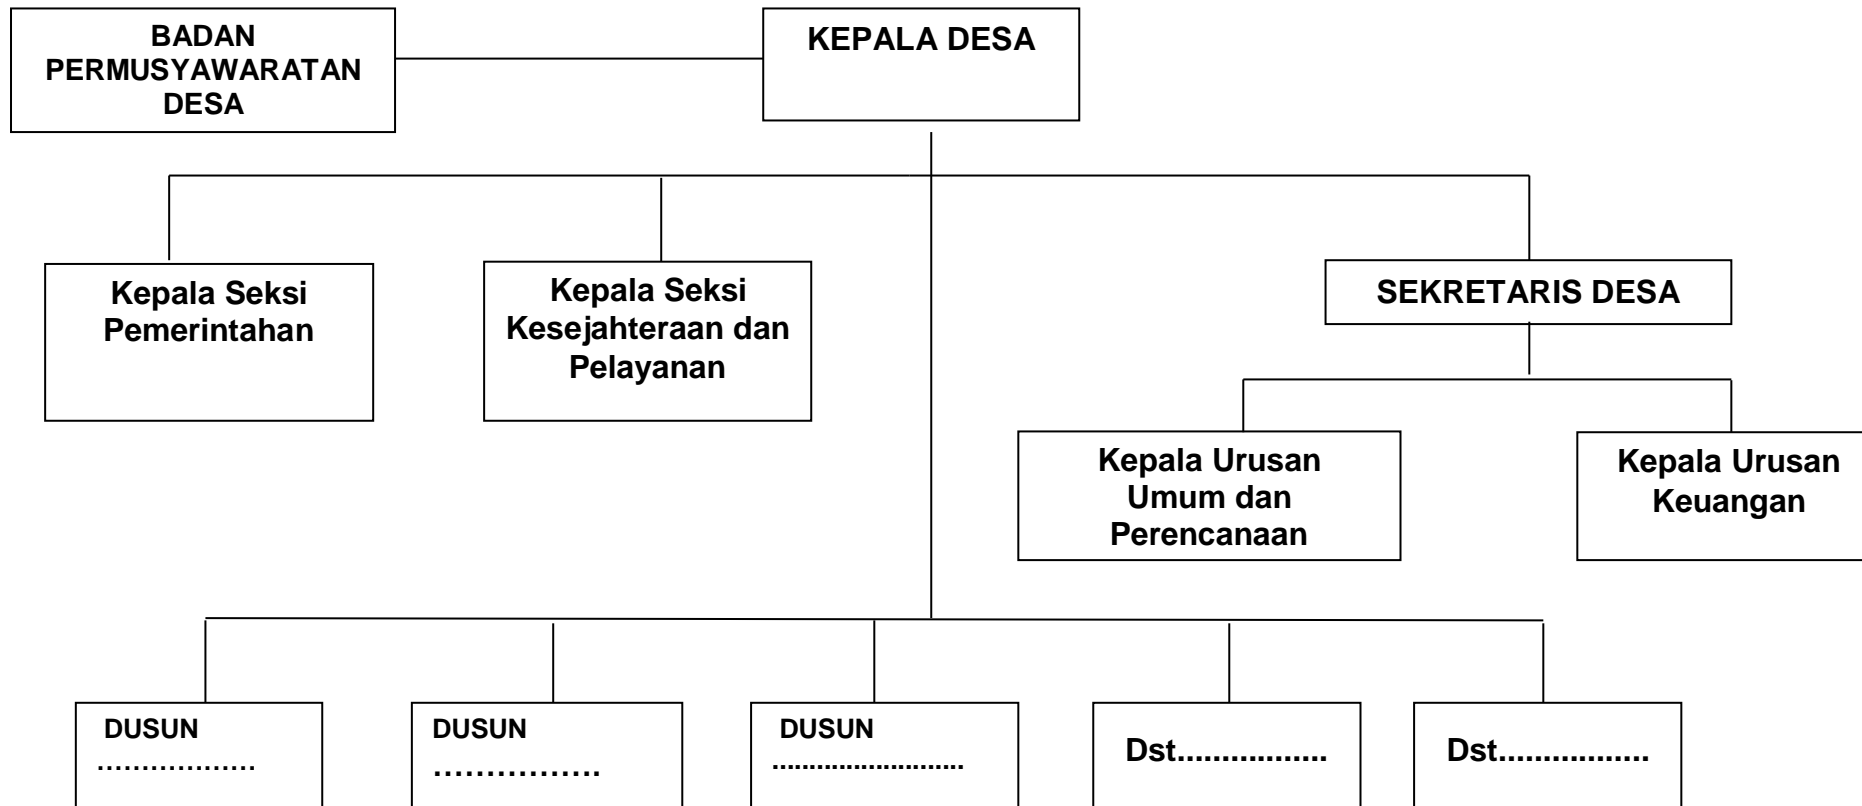 BADAN
PERMUSYAWARATAN
DESA
KEPALA DESA
Kepala Seksi
Pemerintahan
Kepala Seksi
Kesejahteraan dan
Pelayanan
SEKRETARIS DESA
Kepala Urusan
Umum dan
Perencanaan
Kepala Urusan
Keuangan
DUSUN
..................
DUSUN
................
DUSUN
..........................
Dst.................
Dst.................